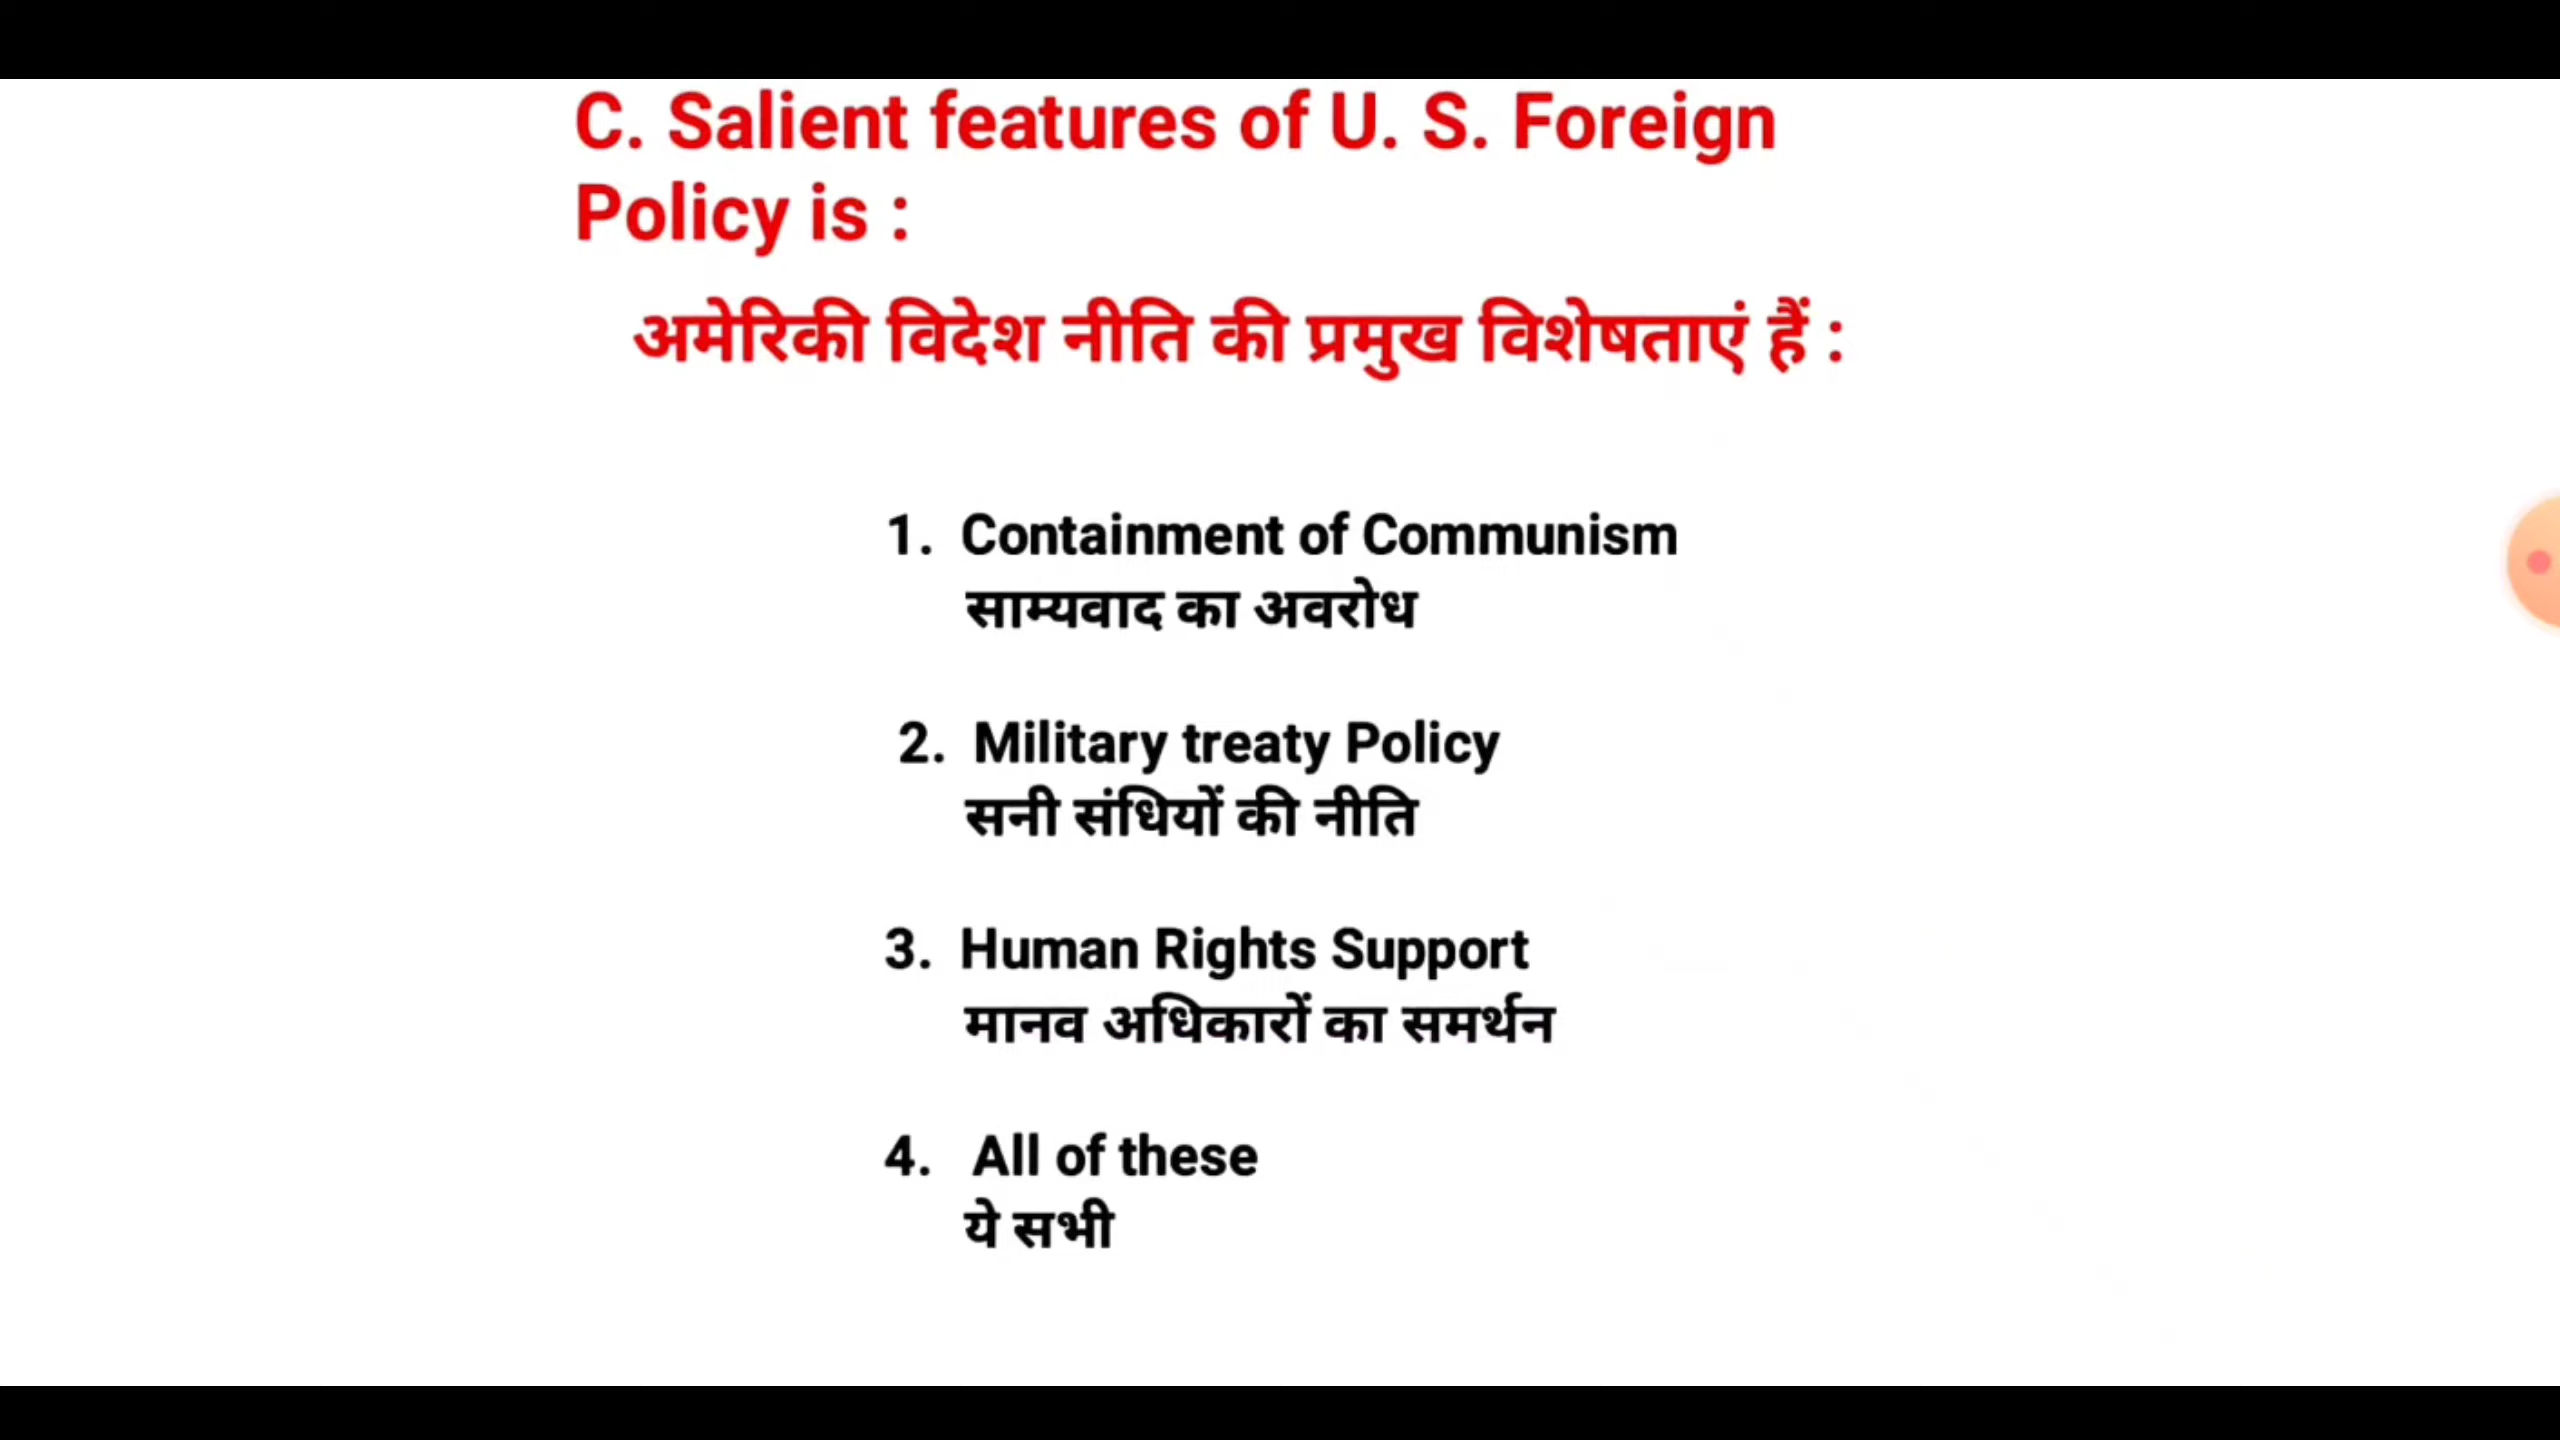 C. Salient features of U. S. Foreign
Policy is :
अमेरिकी विदेश नीति की प्रमुख विशेषताएं हैं :
1. Containment of Communism
साम्यवाद का अवरोध
2. Military treaty Policy
सनी संधियों की नीति
3. Human Rights Support
मानव अधिकारों का समर्थन
4. All of these
ये सभी